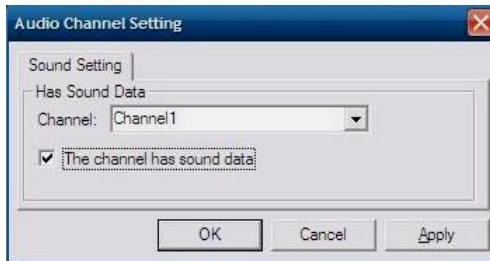 Audio Channel Setting
Sound Setting
Has Sound Data
Channel: Channel1
The channel has sound data
OK Cancel Apply